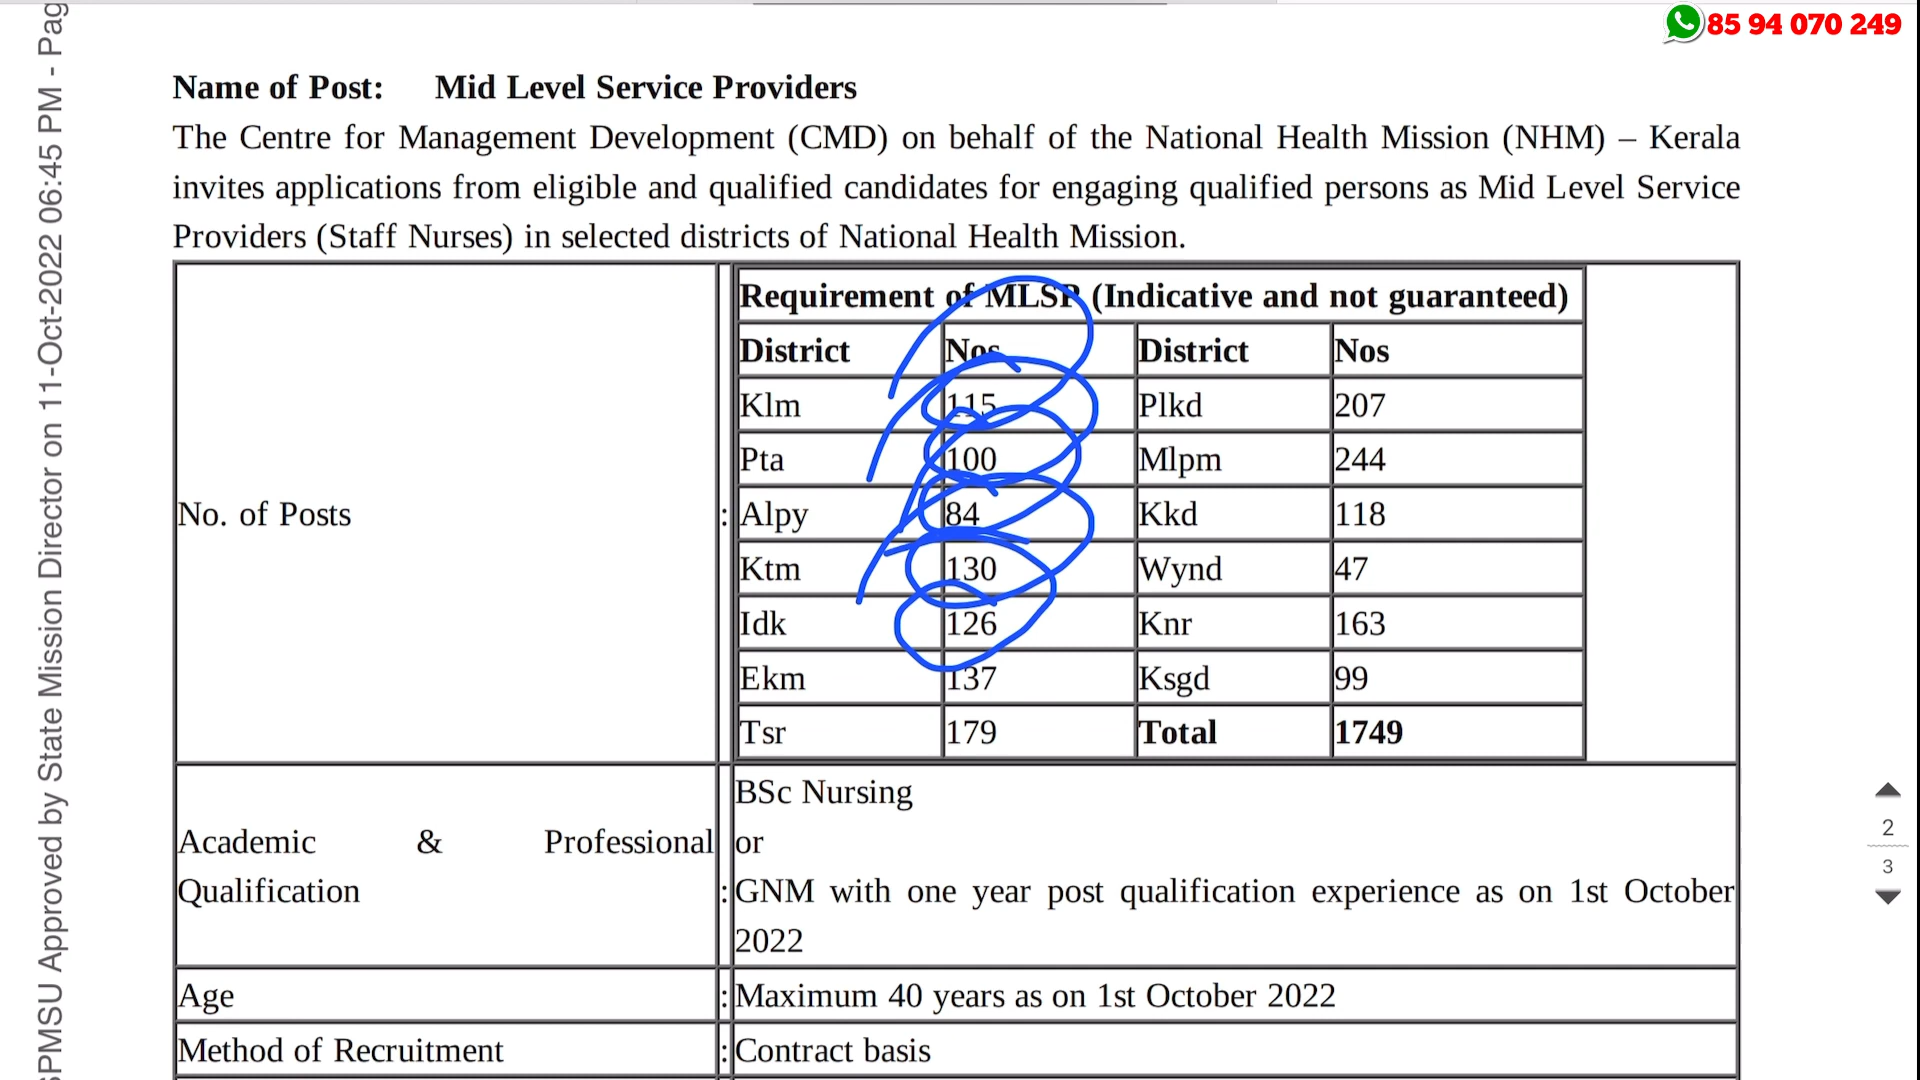 85 94 070 249
SPMSU Approved by State Mission Director on 11-Oct-2022 06:45 PM - Pag
Name of Post: Mid Level Service Providers
The Centre for Management Development (CMD) on behalf of the National Health Mission (NHM) – Kerala
invites applications from eligible and qualified candidates for engaging qualified persons as Mid Level Service
Providers (Staff Nurses) in selected districts of National Health Mission.
Requirement of MLSP (Indicative and not guaranteed)
District Nos District Nos
Klm 115 Plkd 207
Pta 100 Mlpm 244
No. of Posts : Alpy 84 Kkd 118
Ktm 130 Wynd 47
Idk 126 Knr 163
Ekm 137 Ksgd 99
Tsr 179 Total 1749
BSc Nursing
Academic & Professional or
Qualification : GNM with one year post qualification experience as on 1st October
2022
Age : Maximum 40 years as on 1st October 2022
Method of Recruitment : Contract basis
2
3